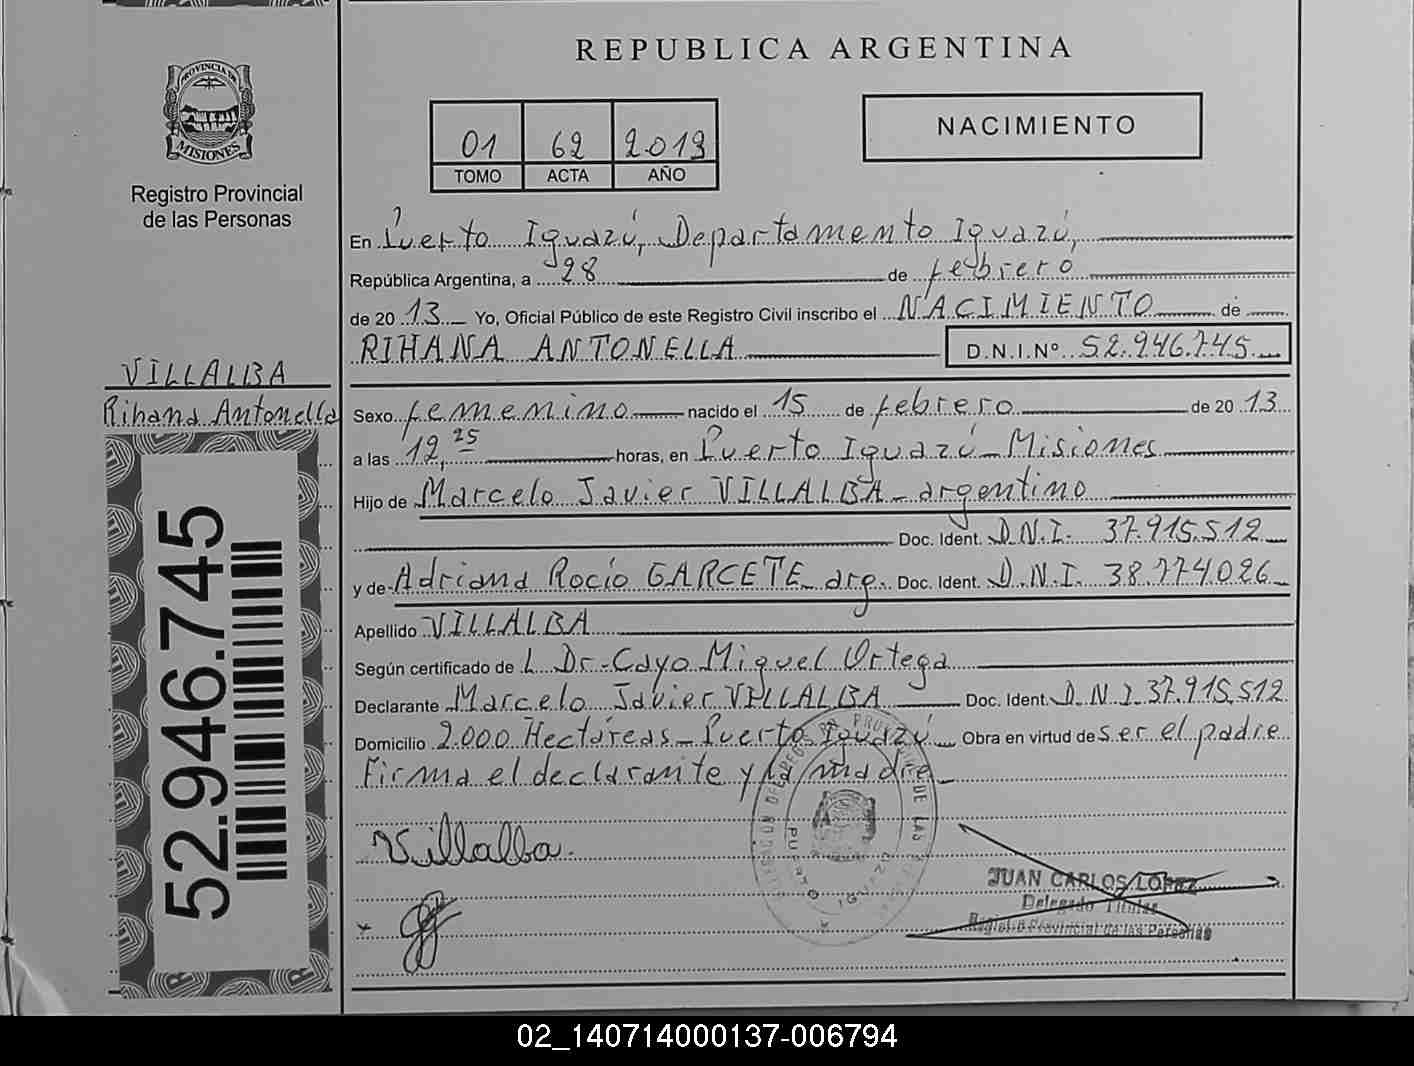 REPUBLICA ARGENTINA
PROVINCIA DE
MISIONES
Registro Provincial
de las Personas
01 62 2.013
TOMO ACTA AÑO
NACIMIENTO
En Puerto Iguazú, Departamento Iguazú,
República Argentina, a 28 de febrero
de 20 13 Yo, Oficial Público de este Registro Civil inscribo el NACIMIENTO de
RIHANA ANTONELLA D.N.I.Nº 52.946.745
VILLALBA
Rihana Antonella
52.946.745
Sexo femenino nacido el 15 de febrero de 20 13
a las 12,25 horas, en Puerto Iguazú - Misiones
Hijo de Marcelo Javier VILLALBA - argentino
Doc. Ident. D.N.I. 37.915.512
y de Adriana Rocío GARCETE - arg. Doc. Ident. D.N.I. 38.774.026
Apellido VILLALBA
Según certificado de L Dr. Cayo Miguel Ortega
Declarante Marcelo Javier VILLALBA Doc. Ident. D.N.I. 37.915.512
Domicilio 2.000 Hectáreas - Puerto Iguazú Obra en virtud de ser el padre
Firma el declarante y la madre
Villalba.
JUAN CARLOS LOPEZ
Delegado Titular
Registro Provincial de las Personas
02_140714000137-006794